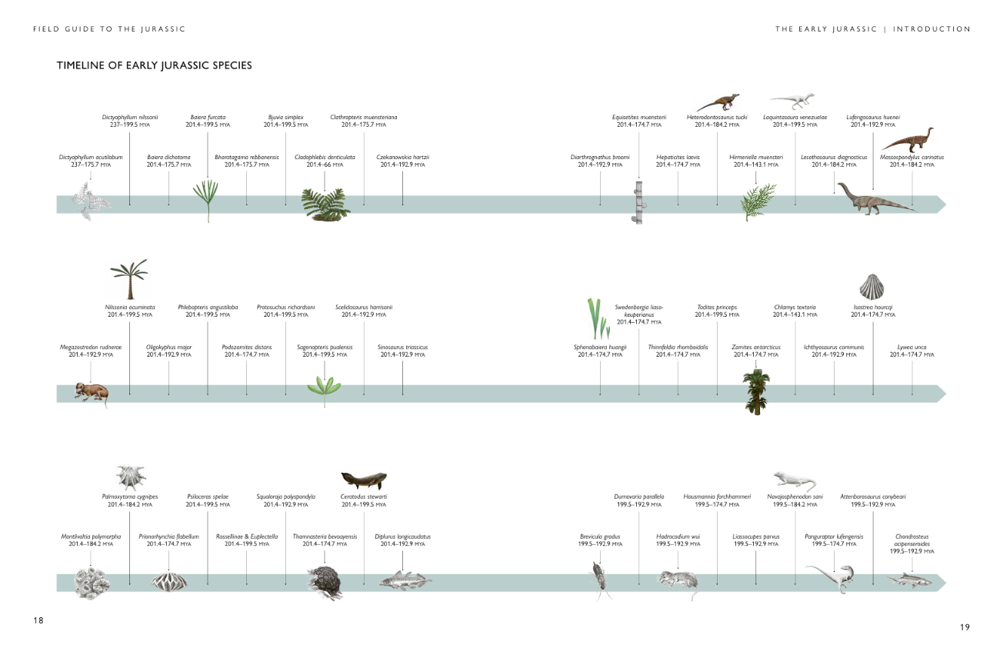 FIELD GUIDE TO THE JURASSIC
THE EARLY JURASSIC | INTRODUCTION
TIMELINE OF EARLY JURASSIC SPECIES
Dictyophyllum nilssonii
237–199.5 MYA
Baiera furcata
201.4–199.5 MYA
Bjuvia simplex
201.4–199.5 MYA
Clathropteris muensteriana
201.4–175.7 MYA
Dictyophyllum acutilobum
237–175.7 MYA
Baiera dichotoma
201.4–175.7 MYA
Bharatagama rebbanensis
201.4–175.7 MYA
Cladophlebis denticulata
201.4–66 MYA
Czekanowskia hartzii
201.4–192.9 MYA
Equisetites muensterii
201.4–174.7 MYA
Heterodontosaurus tucki
201.4–184.2 MYA
Laquintasaura venezuelae
201.4–199.5 MYA
Lufengosaurus huenei
201.4–192.9 MYA
Diarthrognathus broomi
201.4–192.9 MYA
Hepaticites laevis
201.4–174.7 MYA
Hirmeriella muensteri
201.4–143.1 MYA
Lesothosaurus diagnosticus
201.4–184.2 MYA
Massospondylus carinatus
201.4–184.2 MYA
Nilssonia acuminata
201.4–199.5 MYA
Phlebopteris angustiloba
201.4–199.5 MYA
Protosuchus richardsoni
201.4–199.5 MYA
Scelidosaurus harrisonii
201.4–192.9 MYA
Megazostrodon rudnerae
201.4–192.9 MYA
Oligokyphus major
201.4–192.9 MYA
Podozamites distans
201.4–174.7 MYA
Sagenopteris pualensis
201.4–199.5 MYA
Sinosaurus triassicus
201.4–192.9 MYA
Swedenborgia liaso-
keuperianus
201.4–174.7 MYA
Todites princeps
201.4–199.5 MYA
Chlamys textoria
201.4–143.1 MYA
Isastrea hourcqi
201.4–174.7 MYA
Sphenobaiera huangii
201.4–174.7 MYA
Thinnfeldia rhomboidalis
201.4–174.7 MYA
Zamites antarcticus
201.4–174.7 MYA
Ichthyosaurus communis
201.4–192.9 MYA
Lywea unca
201.4–174.7 MYA
Palmoxytoma cygnipes
201.4–184.2 MYA
Psiloceras spelae
201.4–199.5 MYA
Squaloraja polyspondyla
201.4–192.9 MYA
Ceratodus stewarti
201.4–199.5 MYA
Montlivaltia polymorpha
201.4–184.2 MYA
Prionorhynchia flabellum
201.4–174.7 MYA
Rossellinae & Euplectella
201.4–199.5 MYA
Thamnasteria bevoayensis
201.4–174.7 MYA
Diplurus longicaudatus
201.4–192.9 MYA
Durnovaria parallela
199.5–192.9 MYA
Hausmannia forchhammeri
199.5–174.7 MYA
Navajosphenodon sani
199.5–184.2 MYA
Attenborosaurus conybeari
199.5–192.9 MYA
Brevicula gradus
199.5–192.9 MYA
Hadrocodium wui
199.5–192.9 MYA
Liassocupes parvus
199.5–192.9 MYA
Panguraptor lufengensis
199.5–174.7 MYA
Chondrosteus
acipenseroides
199.5–192.9 MYA
18
19